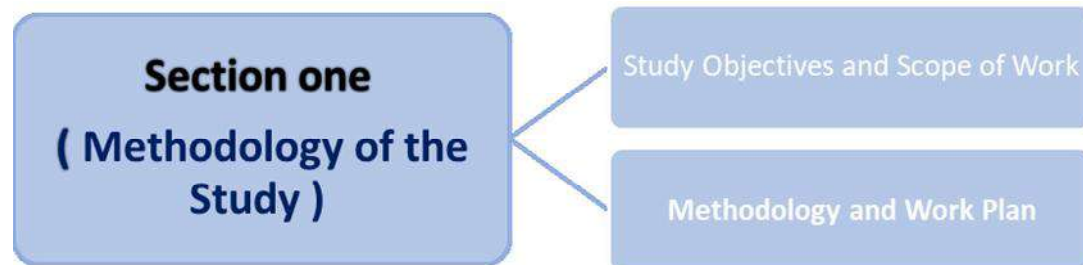 Section one
( Methodology of the
Study )
Study Objectives and Scope of Work
Methodology and Work Plan